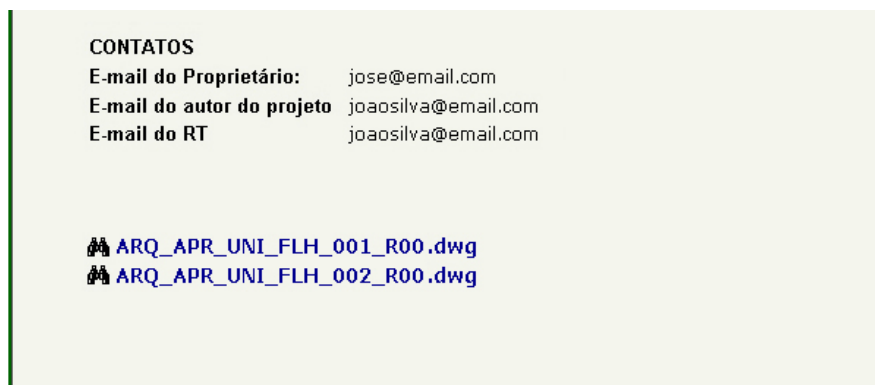 CONTATOS
E-mail do Proprietário: jose@email.com
E-mail do autor do projeto joaosilva@email.com
E-mail do RT joaosilva@email.com
ARQ_APR_UNI_FLH_001_R00.dwg
ARQ_APR_UNI_FLH_002_R00.dwg